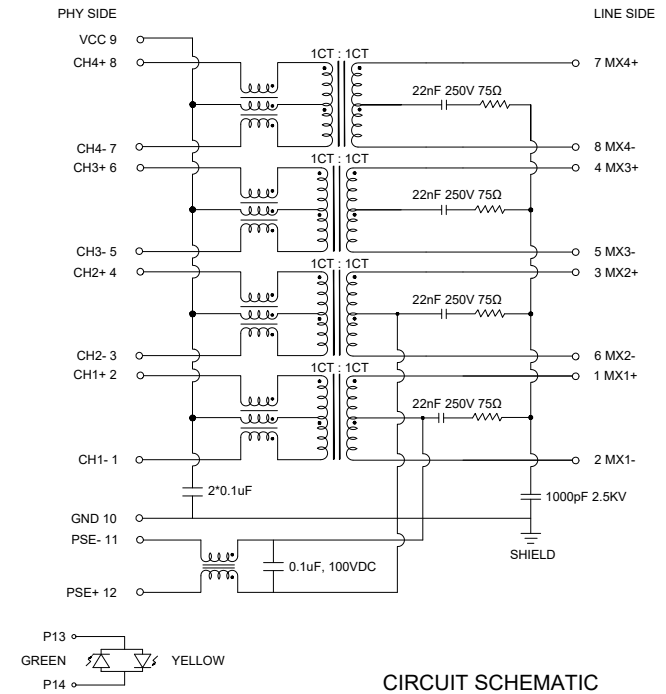 PHY SIDE
LINE SIDE
VCC 9
CH4+ 8
1CT : 1CT
7 MX4+
22nF 250V 75Ω
CH4- 7
8 MX4-
CH3+ 6
1CT : 1CT
4 MX3+
22nF 250V 75Ω
CH3- 5
5 MX3-
CH2+ 4
1CT : 1CT
3 MX2+
22nF 250V 75Ω
CH2- 3
6 MX2-
CH1+ 2
1CT : 1CT
1 MX1+
22nF 250V 75Ω
CH1- 1
2 MX1-
2*0.1uF
1000pF 2.5KV
GND 10
PSE- 11
SHIELD
0.1uF, 100VDC
PSE+ 12
P13
GREEN
YELLOW
P14
CIRCUIT SCHEMATIC